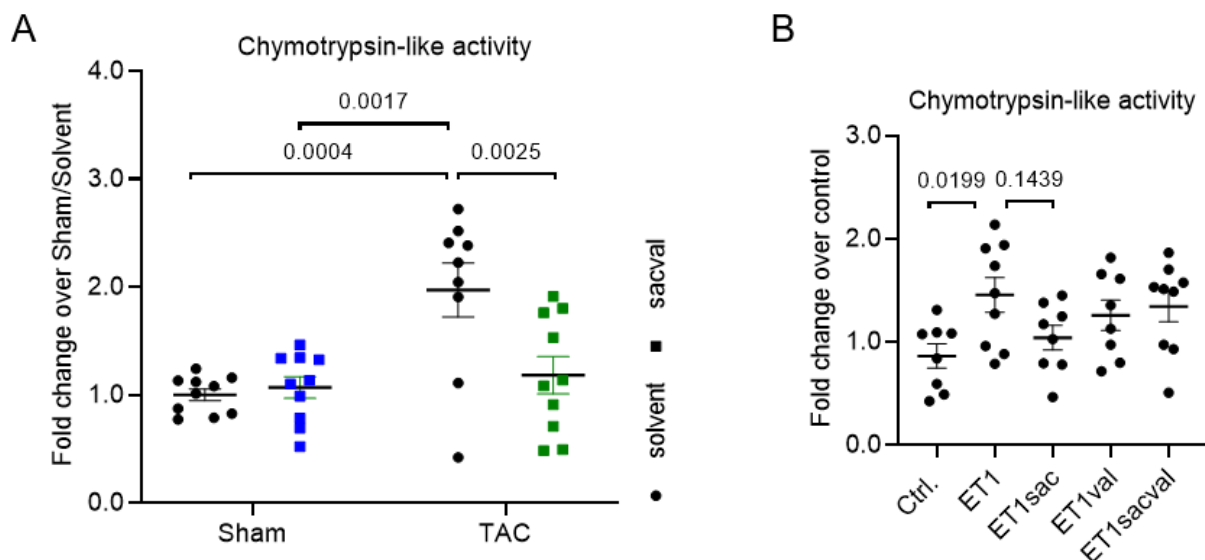 A
Chymotrypsin-like activity
Fold change over Sham/Solvent
4.0
3.0
2.0
1.0
0.0
0.0017
0.0004
0.0025
Sham
TAC
solvent
sacval
B
Chymotrypsin-like activity
Fold change over control
3.0
2.0
1.0
0.0
0.0199
0.1439
Ctrl.
ET1
ET1sac
ET1val
ET1sacval